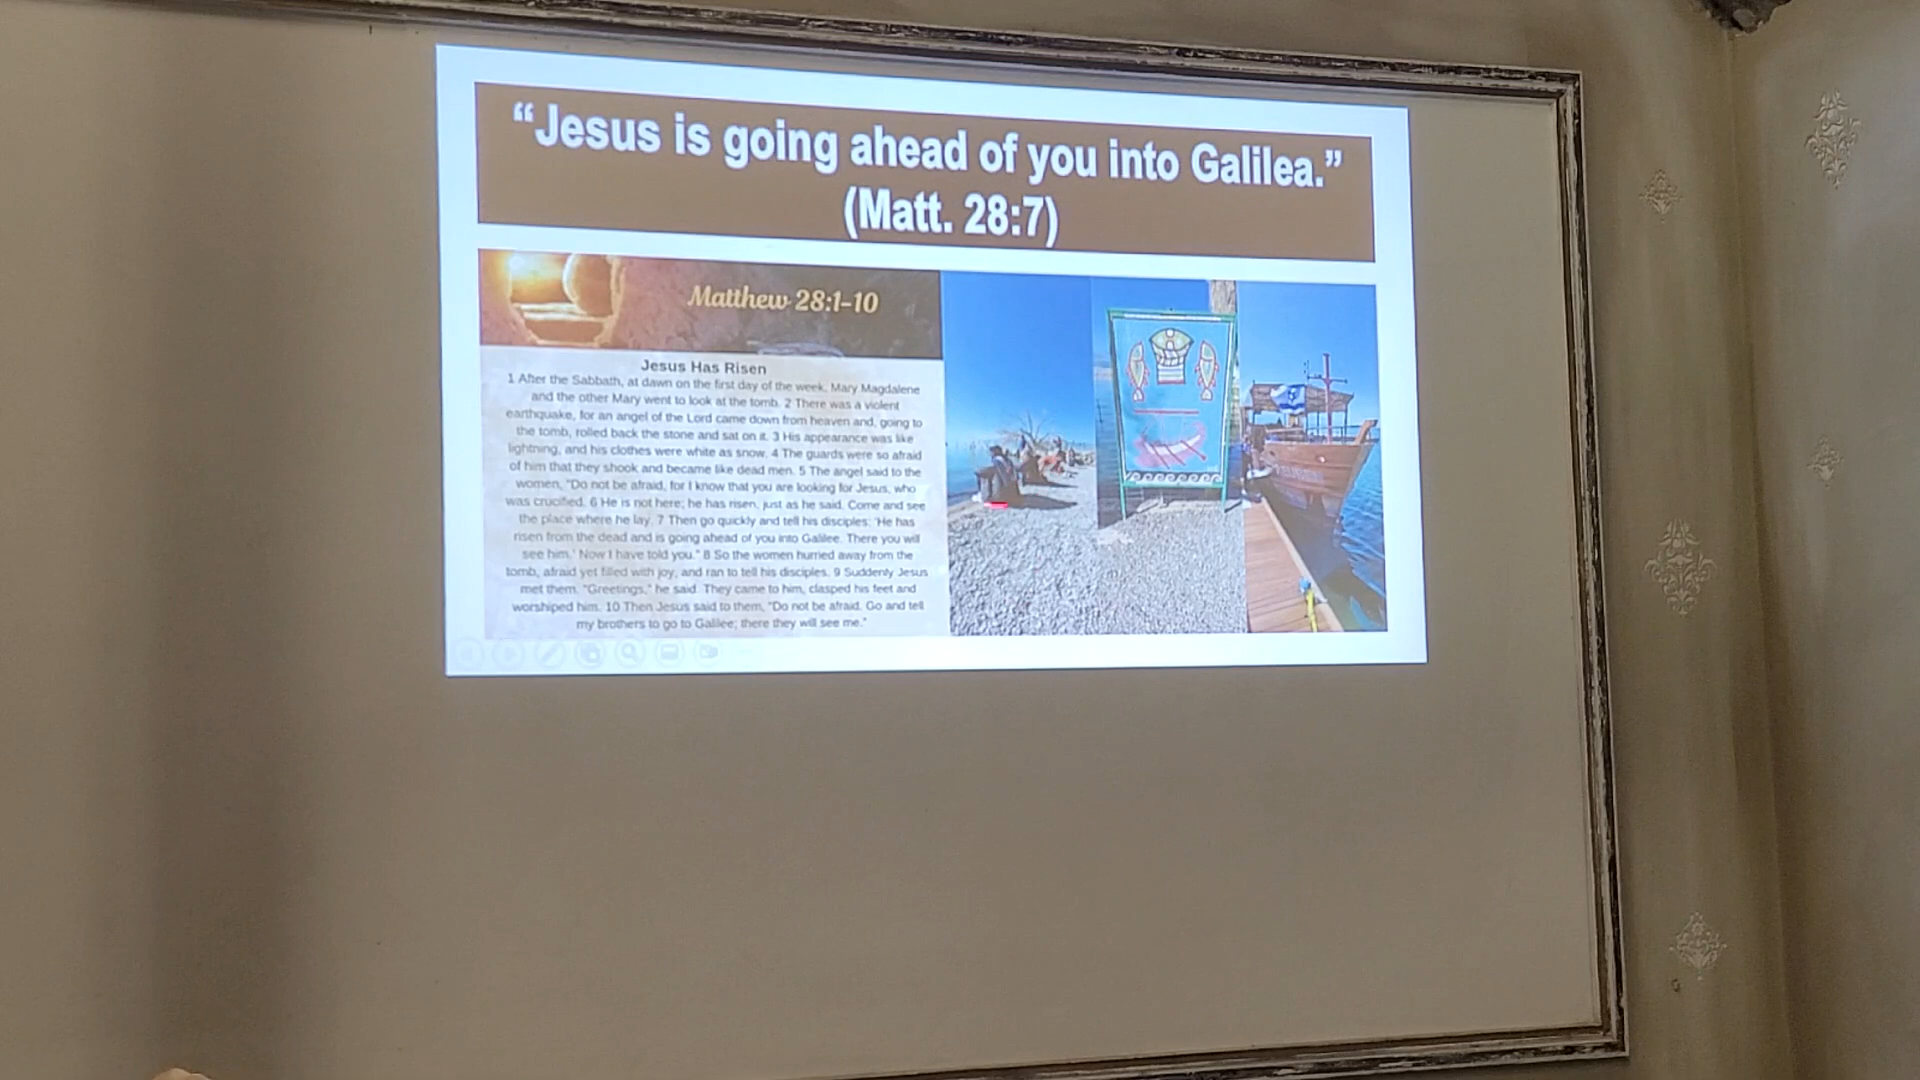 “Jesus is going ahead of you into Galilea.”
(Matt. 28:7)
Matthew 28:1-10
Jesus Has Risen
1 After the Sabbath, at dawn on the first day of the week, Mary Magdalene
and the other Mary went to look at the tomb. 2 There was a violent
earthquake, for an angel of the Lord came down from heaven and, going to
the tomb, rolled back the stone and sat on it. 3 His appearance was like
lightning, and his clothes were white as snow. 4 The guards were so afraid
of him that they shook and became like dead men. 5 The angel said to the
women, "Do not be afraid, for I know that you are looking for Jesus, who
was crucified. 6 He is not here; he has risen, just as he said. Come and see
the place where he lay. 7 Then go quickly and tell his disciples: 'He has
risen from the dead and is going ahead of you into Galilee. There you will
see him.' Now I have told you." 8 So the women hurried away from the
tomb, afraid yet filled with joy, and ran to tell his disciples. 9 Suddenly Jesus
met them. "Greetings," he said. They came to him, clasped his feet and
worshiped him. 10 Then Jesus said to them, "Do not be afraid. Go and tell
my brothers to go to Galilee; there they will see me."